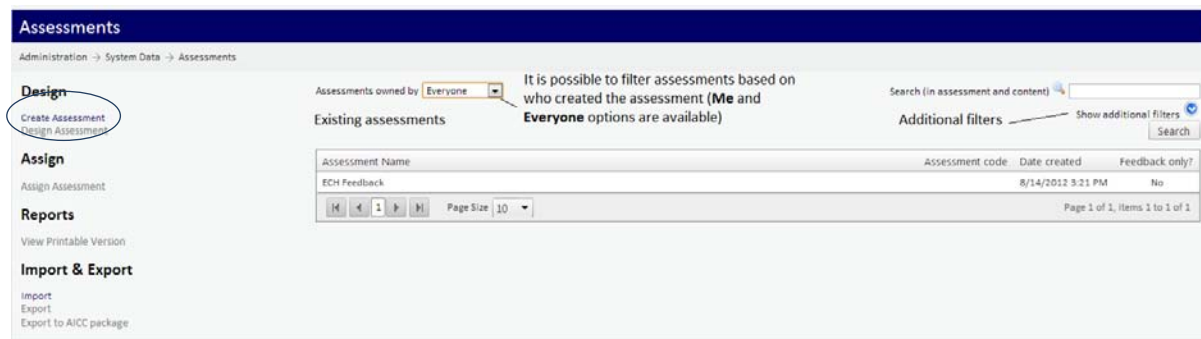 Assessments
Administration → System Data → Assessments
Design
Create Assessment
Design Assessment
Assign
Assign Assessment
Reports
View Printable Version
Import & Export
Import
Export
Export to AICC package
Assessments owned by Everyone
It is possible to filter assessments based on
who created the assessment (Me and
Everyone options are available)
Search (in assessment and content)
Existing assessments
Additional filters
Show additional filters
Search
Assessment Name Assessment code Date created Feedback only?
ECH Feedback 8/14/2012 3:21 PM No
1 Page Size 10 Page 1 of 1, items 1 to 1 of 1